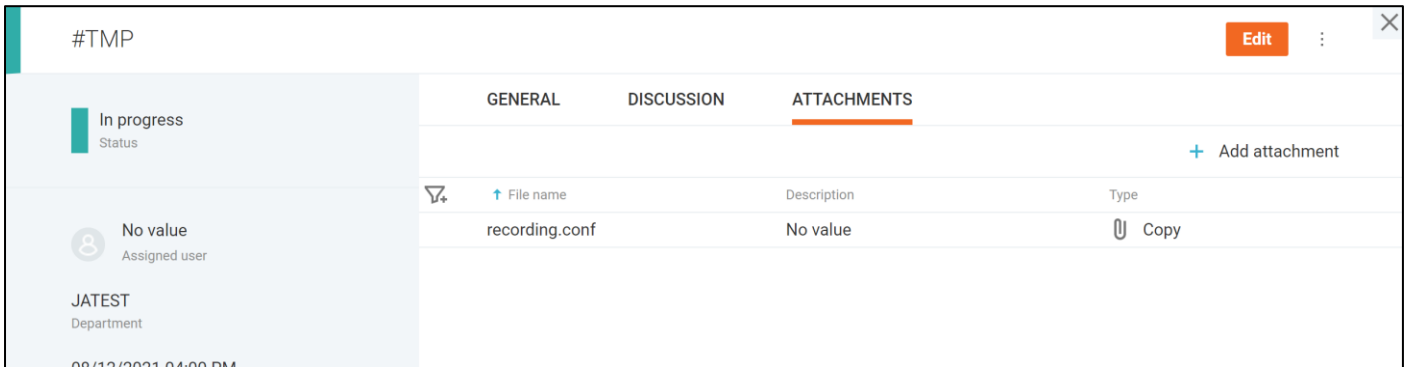 #TMP
Edit
In progress
Status
No value
Assigned user
JATEST
Department
GENERAL DISCUSSION ATTACHMENTS
+ Add attachment
File name Description Type
recording.conf No value Copy